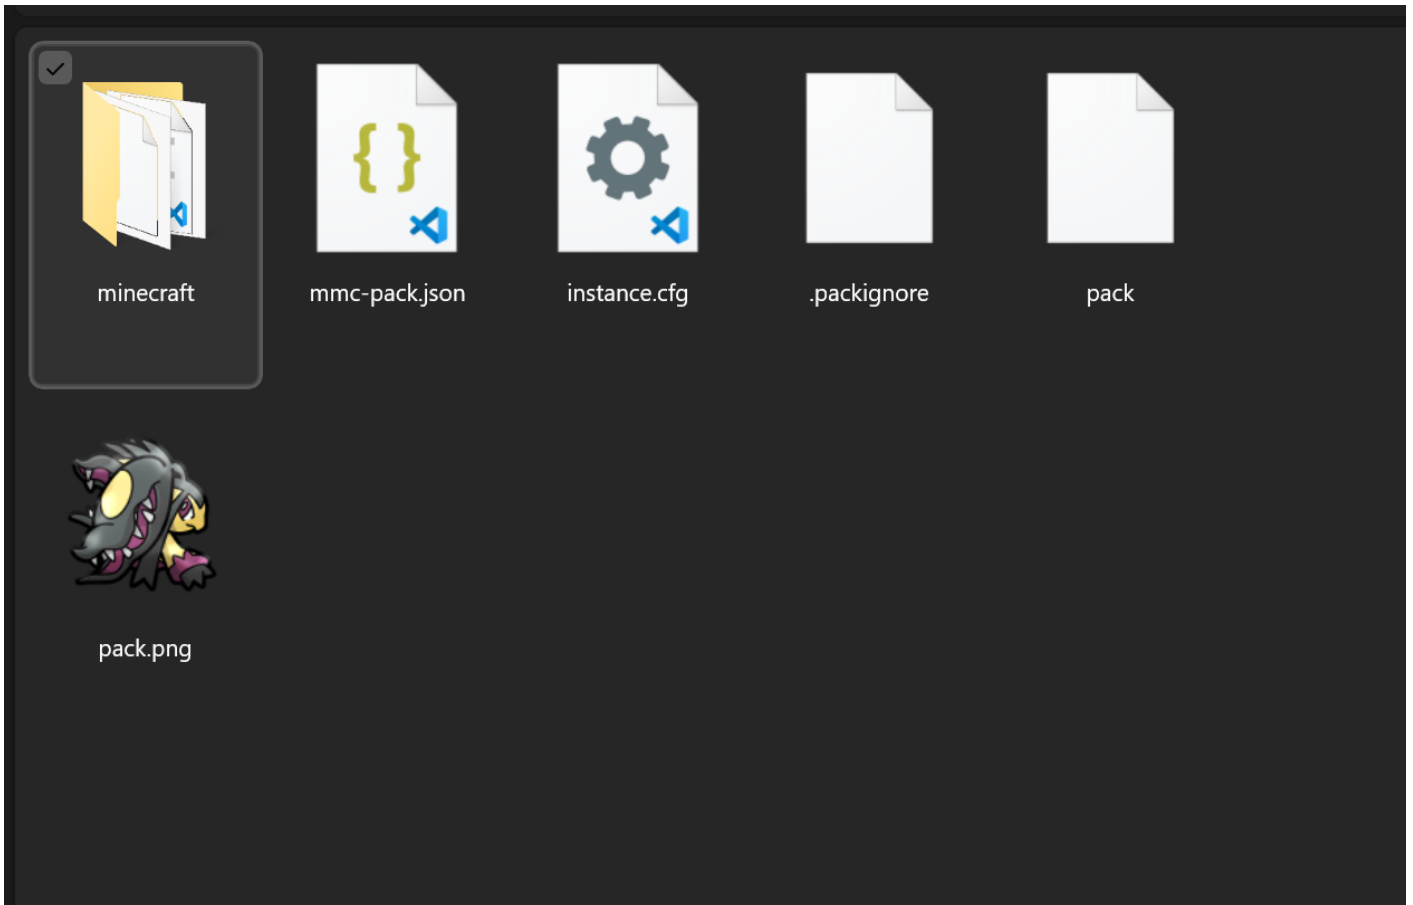 minecraft
mmc-pack.json
instance.cfg
.packignore
pack
pack.png